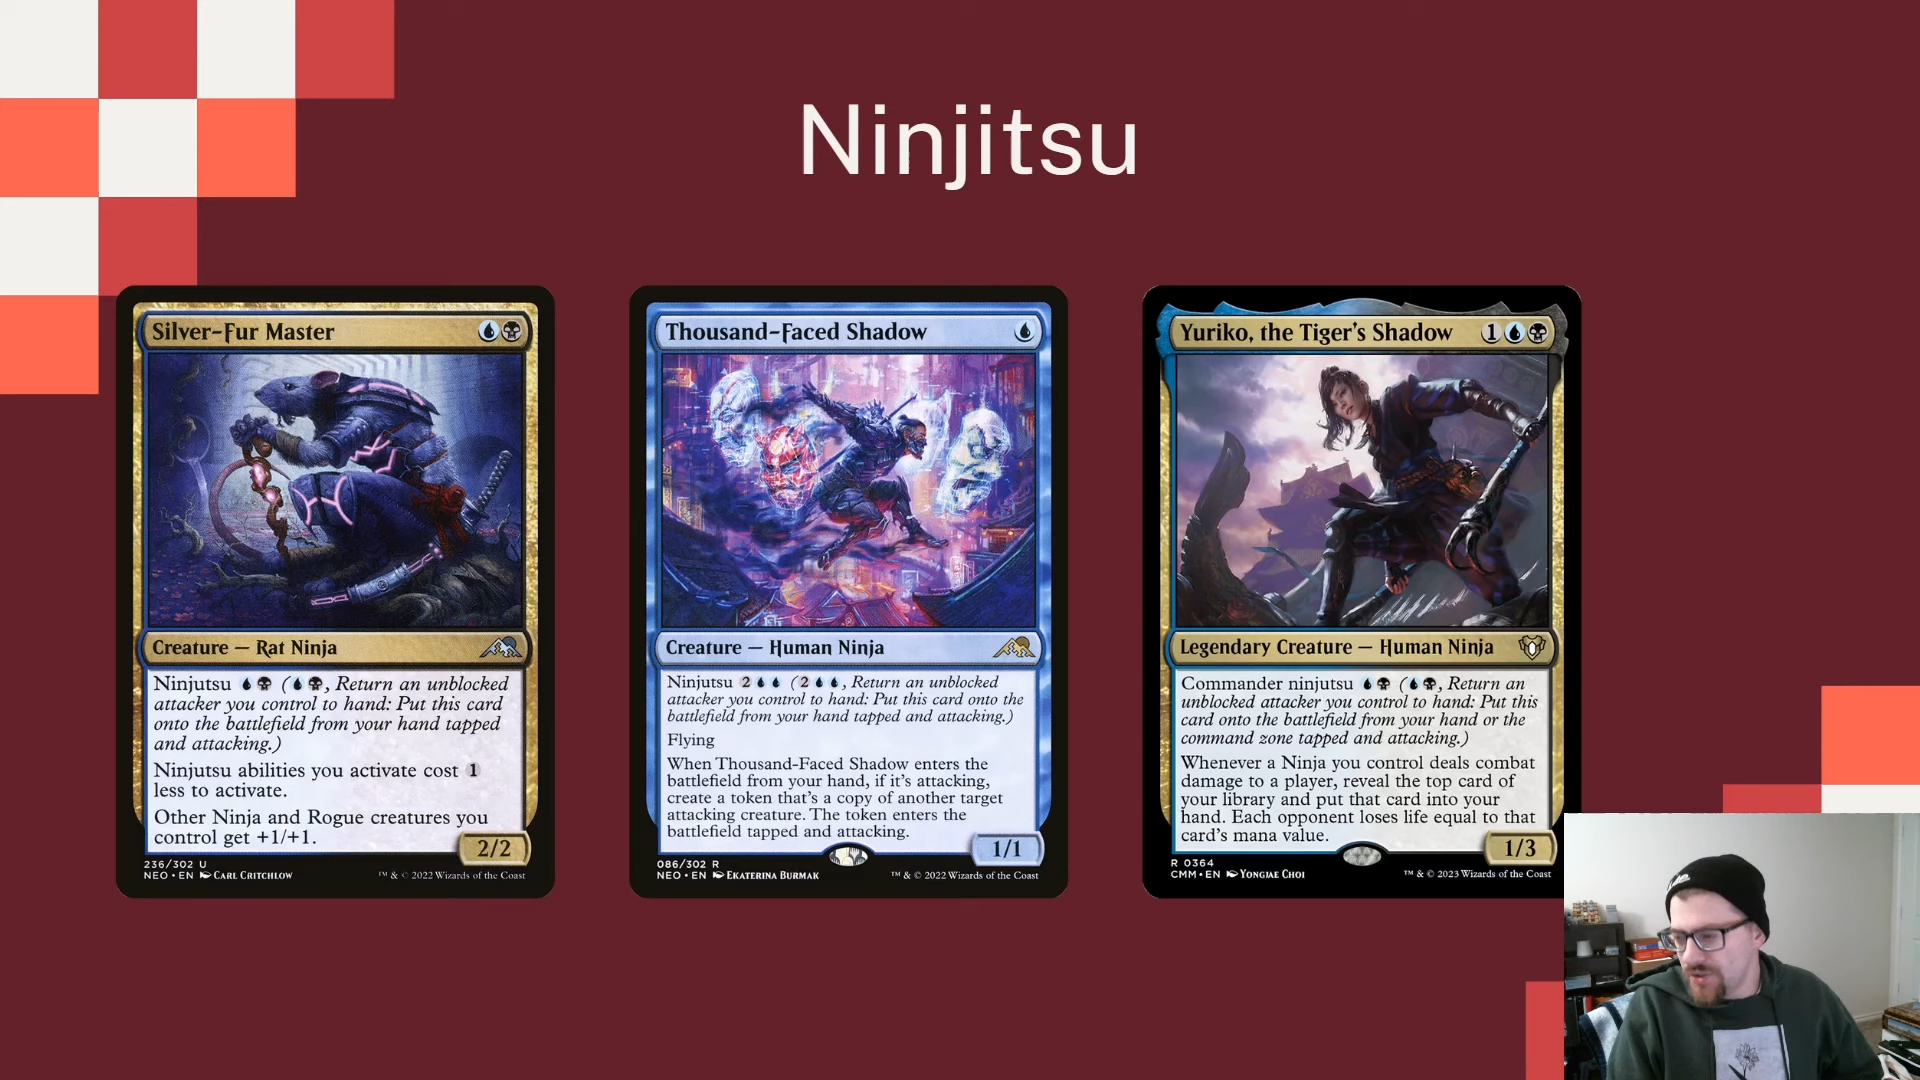 Ninjitsu
Silver-Fur Master
Creature — Rat Ninja
Ninjutsu (, Return an unblocked
attacker you control to hand: Put this card
onto the battlefield from your hand tapped
and attacking.)
Ninjutsu abilities you activate cost 1
less to activate.
Other Ninja and Rogue creatures you
control get +1/+1.
2/2
236/302 U
NEO • EN Carl Critchlow
™ & © 2022 Wizards of the Coast
Thousand-Faced Shadow
Creature — Human Ninja
Ninjutsu 2 (2, Return an unblocked
attacker you control to hand: Put this card onto the
battlefield from your hand tapped and attacking.)
Flying
When Thousand-Faced Shadow enters the
battlefield from your hand, if it's attacking,
create a token that's a copy of another target
attacking creature. The token enters the
battlefield tapped and attacking.
1/1
086/302 R
NEO • EN Ekaterina Burmak
™ & © 2022 Wizards of the Coast
Yuriko, the Tiger's Shadow 1
Legendary Creature — Human Ninja
Commander ninjutsu (, Return an
unblocked attacker you control to hand: Put this
card onto the battlefield from your hand or the
command zone tapped and attacking.)
Whenever a Ninja you control deals combat
damage to a player, reveal the top card of
your library and put that card into your
hand. Each opponent loses life equal to that
card's mana value.
1/3
R 0364
CMM • EN Yongjae Choi
™ & © 2023 Wizards of the Coast